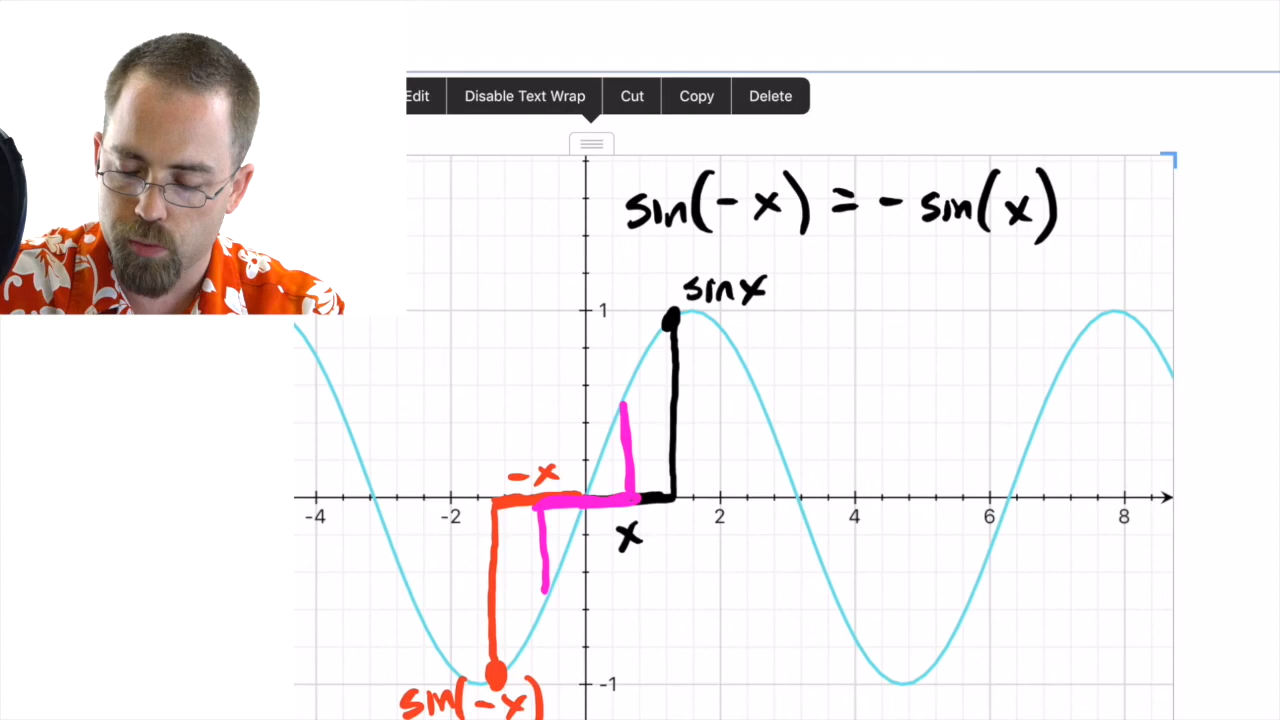 Edit Disable Text Wrap Cut Copy Delete
sin(-x) = - sin(x)
sin x
1
-x
-4 -2 2 4 6 8
x
-1
sin(-x)